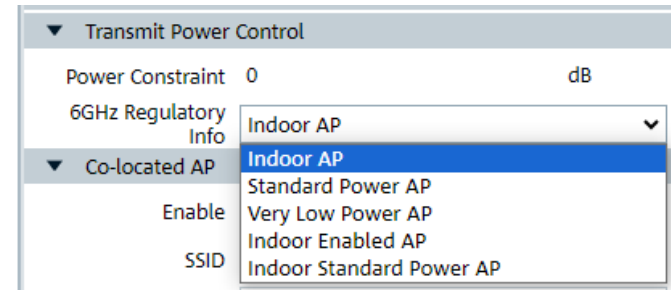 Transmit Power Control
Power Constraint 0 dB
6GHz Regulatory
Info
Indoor AP
Indoor AP
Co-located AP
Standard Power AP
Enable
Very Low Power AP
Indoor Enabled AP
SSID
Indoor Standard Power AP